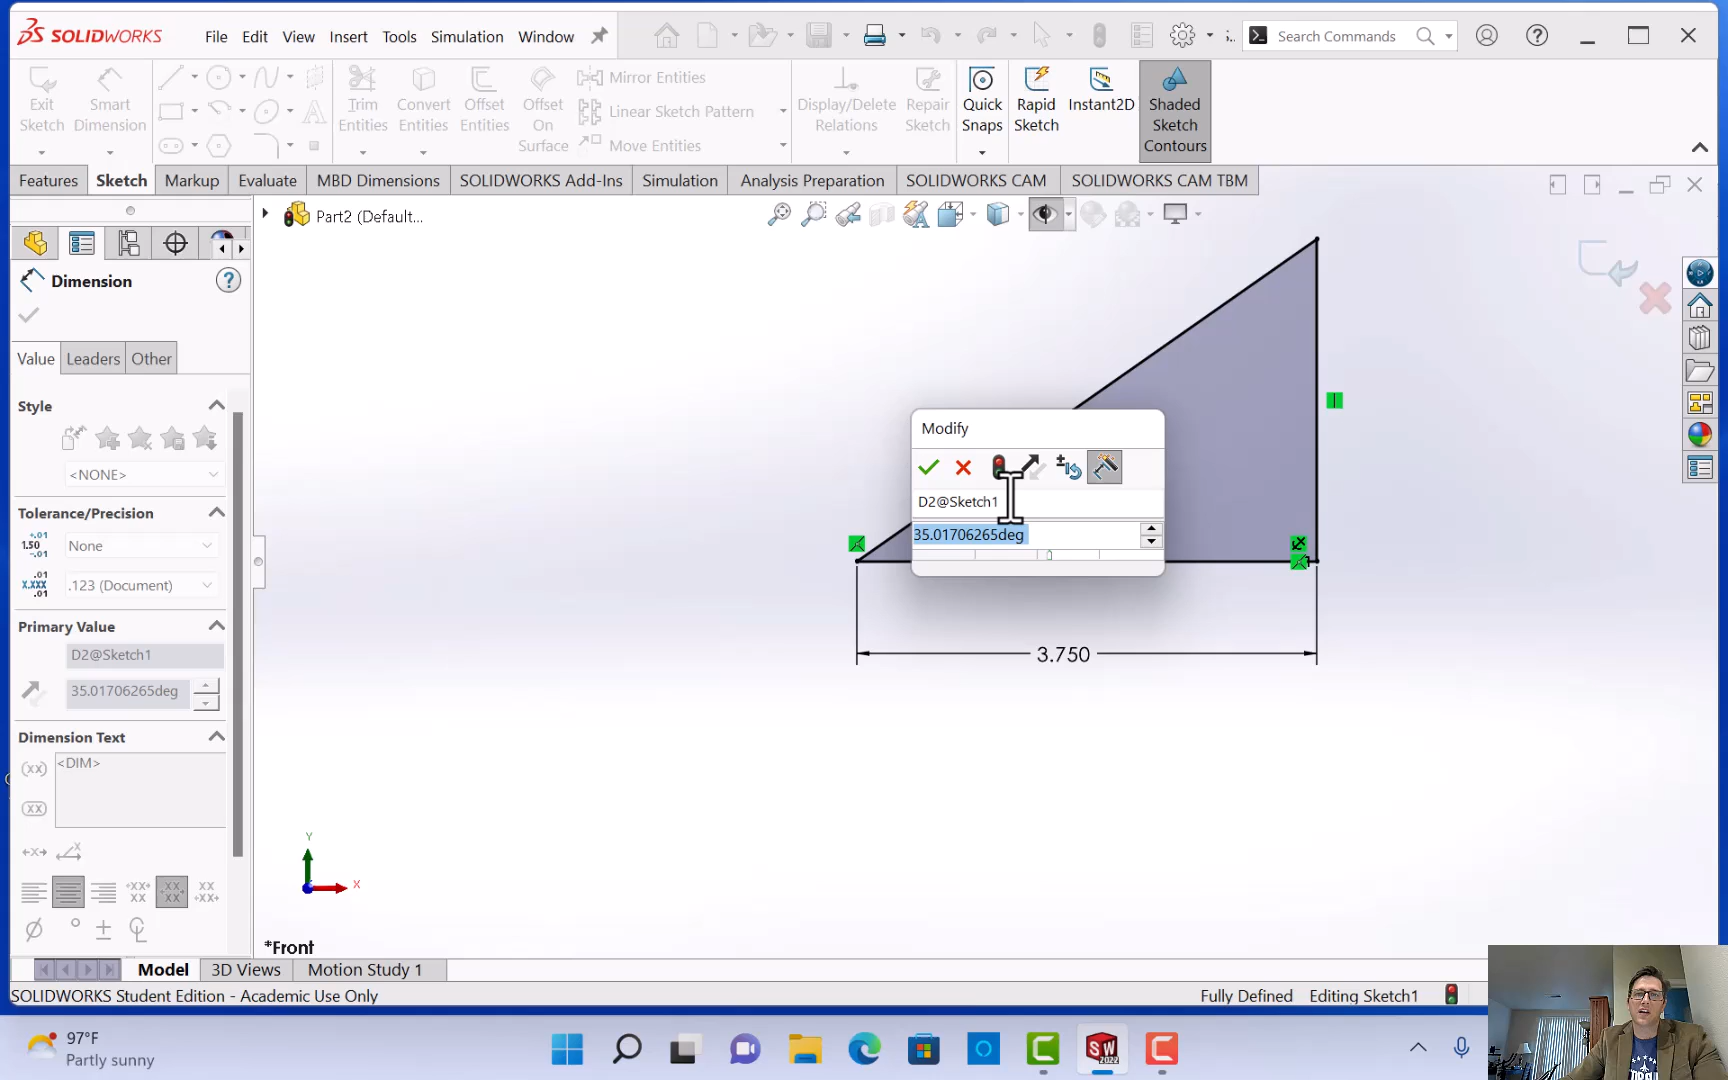 SOLIDWORKS
File Edit View Insert Tools Simulation Window
Search Commands
Exit Sketch
Smart Dimension
Trim Entities
Convert Entities
Offset Entities
Offset On Surface
Mirror Entities
Linear Sketch Pattern
Move Entities
Display/Delete Relations
Repair Sketch
Quick Snaps
Rapid Sketch
Instant2D
Shaded Sketch Contours
Features Sketch Markup Evaluate MBD Dimensions SOLIDWORKS Add-Ins Simulation Analysis Preparation SOLIDWORKS CAM SOLIDWORKS CAM TBM
Part2 (Default...
Dimension
Value Leaders Other
Style
<NONE>
Tolerance/Precision
None
.123 (Document)
Primary Value
D2@Sketch1
35.01706265deg
Dimension Text
<DIM>
Modify
D2@Sketch1
35.01706265deg
3.750
Y
X
*Front
Model 3D Views Motion Study 1
SOLIDWORKS Student Edition - Academic Use Only
Fully Defined Editing Sketch1
97°F
Partly sunny